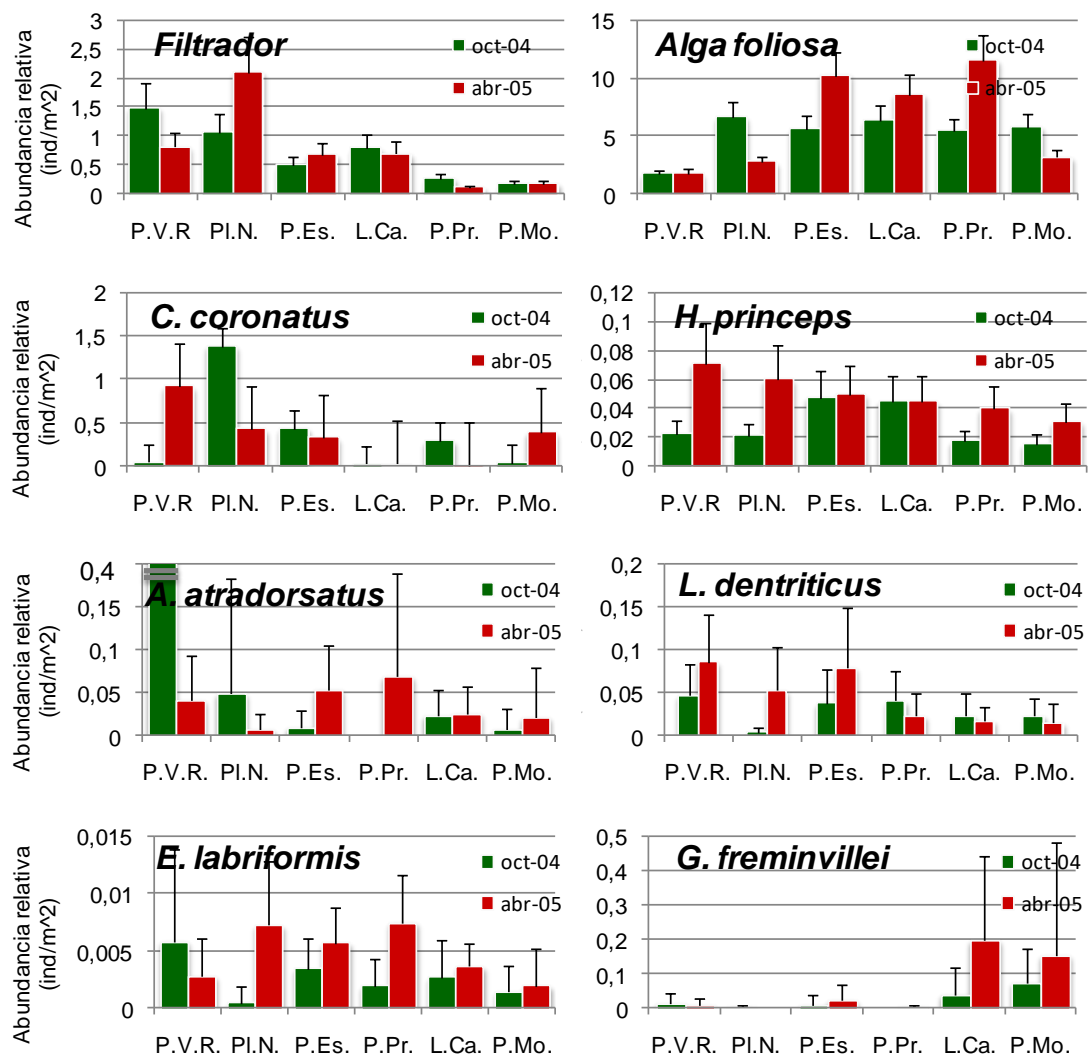 Abundancia relativa
(ind/m^2)
3
2,5
2
1,5
1
0,5
0
Filtrador
oct-04
abr-05
P.V.R Pl.N. P.Es. L.Ca. P.Pr. P.Mo.
15
10
5
0
Alga foliosa
oct-04
abr-05
P.V.R Pl.N. P.Es. L.Ca. P.Pr. P.Mo.
Abundancia relativa
(ind/m^2)
2
1,5
1
0,5
0
C. coronatus
oct-04
abr-05
P.V.R Pl.N. P.Es. L.Ca. P.Pr. P.Mo.
0,12
0,1
0,08
0,06
0,04
0,02
0
H. princeps
oct-04
abr-05
P.V.R Pl.N. P.Es. L.Ca. P.Pr. P.Mo.
Abundancia relativa
(ind/m^2)
0,4
0,15
0,1
0,05
0
A. atradorsatus
oct-04
abr-05
P.V.R. Pl.N. P.Es. P.Pr. L.Ca. P.Mo.
0,2
0,15
0,1
0,05
0
L. dentriticus
oct-04
abr-05
P.V.R. Pl.N. P.Es. P.Pr. L.Ca. P.Mo.
Abundancia relativa
(ind/m^2)
0,015
0,01
0,005
0
E. labriformis
oct-04
abr-05
P.V.R. Pl.N. P.Es. P.Pr. L.Ca. P.Mo.
0,5
0,4
0,3
0,2
0,1
0
G. freminvillei
oct-04
abr-05
P.V.R. Pl.N. P.Es. P.Pr. L.Ca. P.Mo.